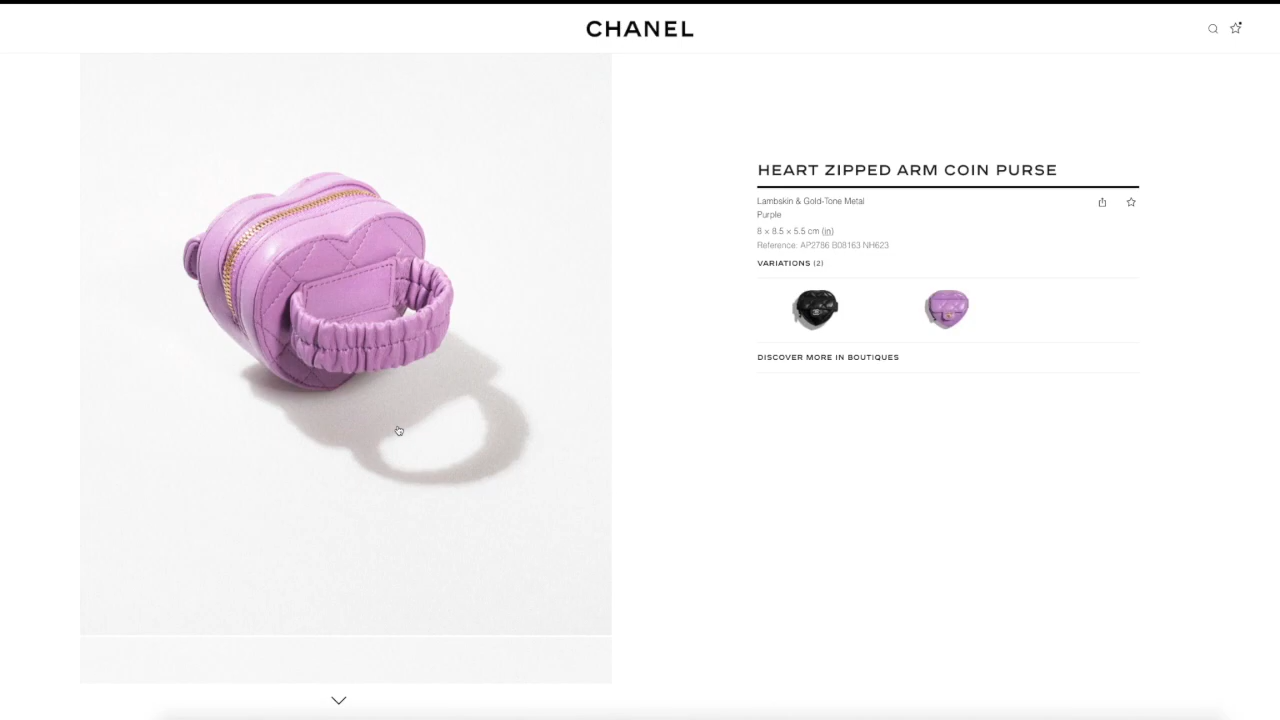 CHANEL
HEART ZIPPED ARM COIN PURSE
Lambskin & Gold-Tone Metal
Purple
8 × 8.5 × 5.5 cm (in)
Reference: AP2786 B08163 NH623
VARIATIONS (2)
DISCOVER MORE IN BOUTIQUES